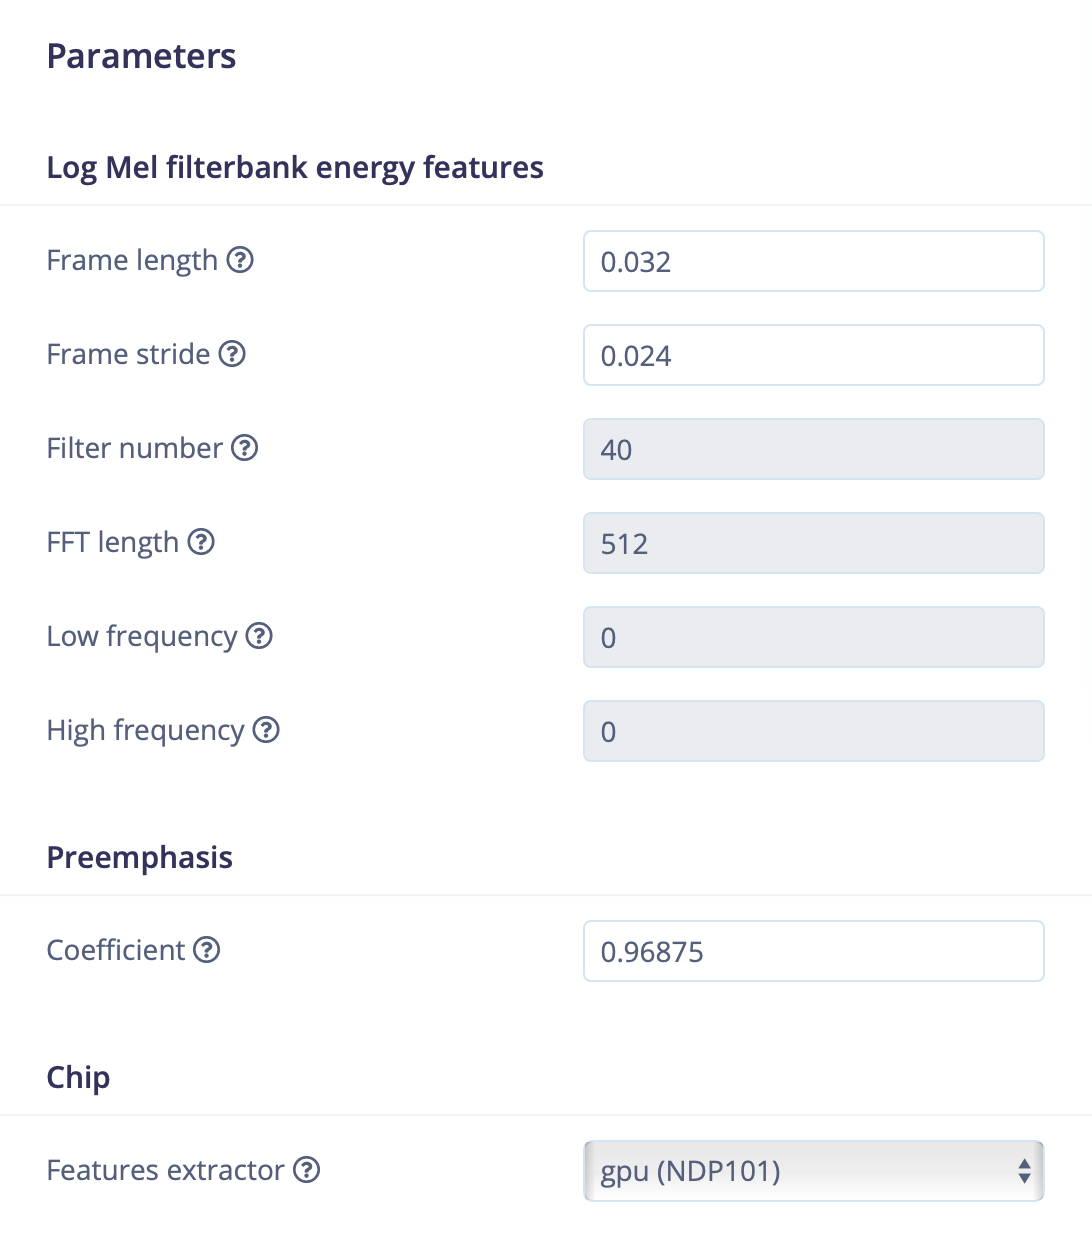 Parameters
Log Mel filterbank energy features
Frame length ?
0.032
Frame stride ?
0.024
Filter number ?
40
FFT length ?
512
Low frequency ?
0
High frequency ?
0
Preemphasis
Coefficient ?
0.96875
Chip
Features extractor ?
gpu (NDP101)